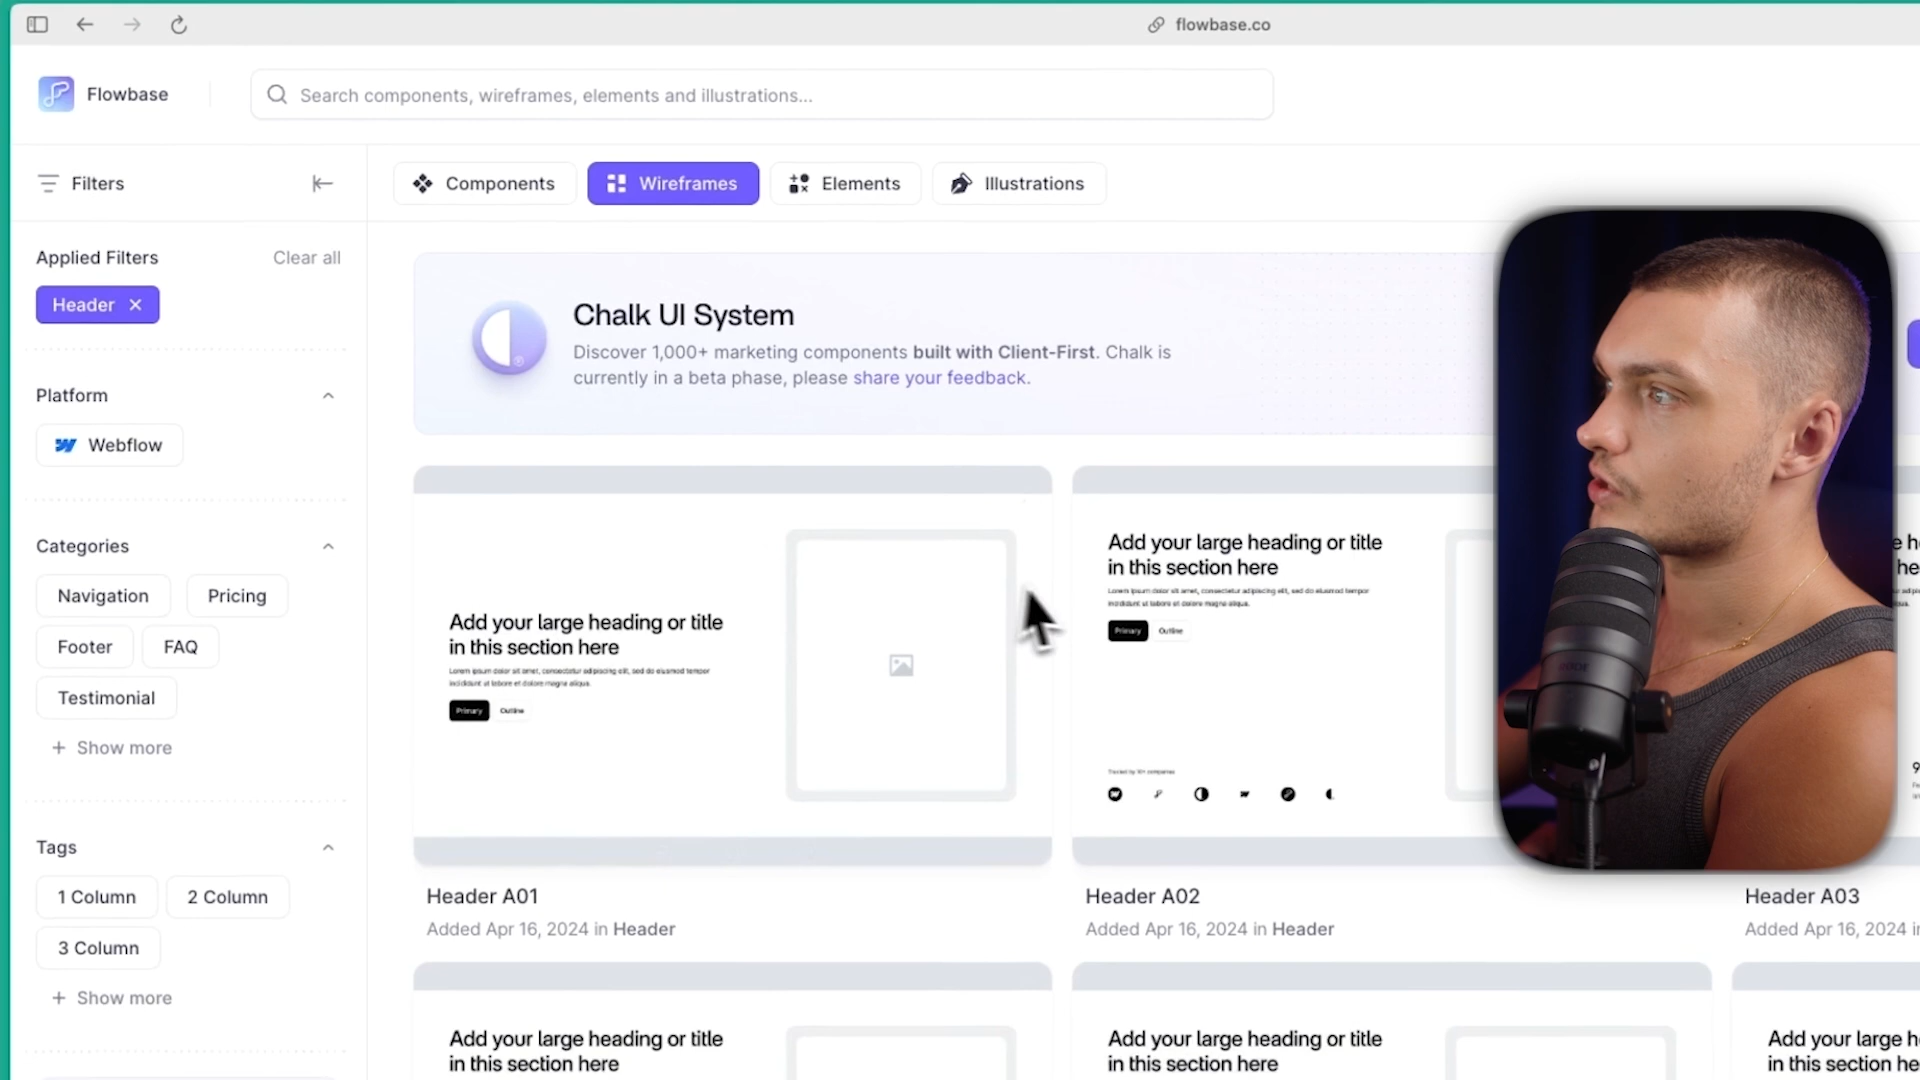 flowbase.co
Flowbase
Search components, wireframes, elements and illustrations...
Filters
Components
Wireframes
Elements
Illustrations
Applied Filters
Clear all
Header
Platform
Webflow
Categories
Navigation
Pricing
Footer
FAQ
Testimonial
+ Show more
Tags
1 Column
2 Column
3 Column
+ Show more
Chalk UI System
Discover 1,000+ marketing components built with Client-First. Chalk is
currently in a beta phase, please share your feedback.
Add your large heading or title
in this section here
Lorem ipsum dolor sit amet, consectetur adipiscing elit, sed do eiusmod tempor
incididunt ut labore et dolore magna aliqua.
Primary
Outline
Header A01
Added Apr 16, 2024 in Header
Add your large heading or title
in this section here
Lorem ipsum dolor sit amet, consectetur adipiscing elit, sed do eiusmod tempor
incididunt ut labore et dolore magna aliqua.
Primary
Outline
Trusted by 10+ companies
Header A02
Added Apr 16, 2024 in Header
Header A03
Added Apr 16, 2024
Add your large heading or title
in this section here
Add your large heading or title
in this section here
Add your large h
in this section he